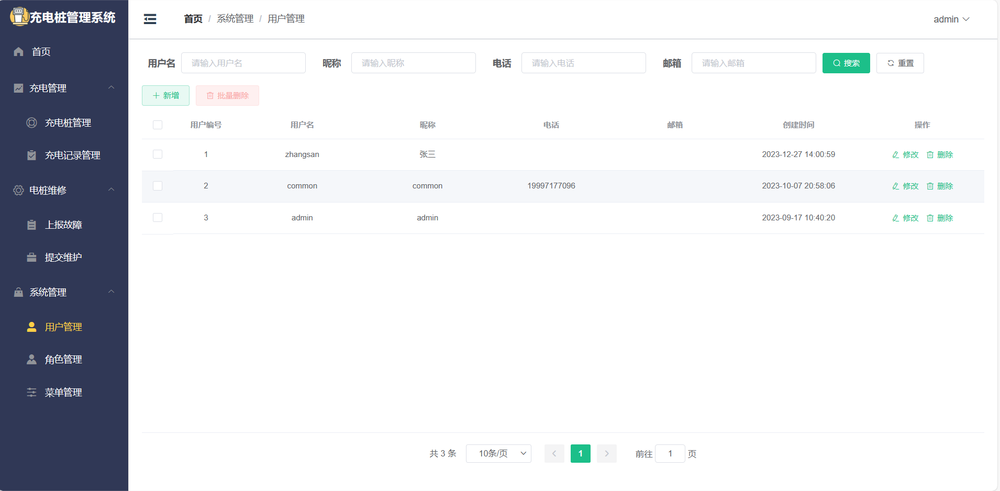 充电桩管理系统
首页
充电管理
充电桩管理
充电记录管理
电桩维修
上报故障
提交维护
系统管理
用户管理
角色管理
菜单管理
首页 / 系统管理 / 用户管理
admin
用户名 请输入用户名 昵称 请输入昵称 电话 请输入电话 邮箱 请输入邮箱 搜索 重置
新增 批量删除
用户编号 用户名 昵称 电话 邮箱 创建时间 操作
1 zhangsan 张三 2023-12-27 14:00:59 修改 删除
2 common common 19997177096 2023-10-07 20:58:06 修改 删除
3 admin admin 2023-09-17 10:40:20 修改 删除
共 3 条 10条/页 1 前往 1 页